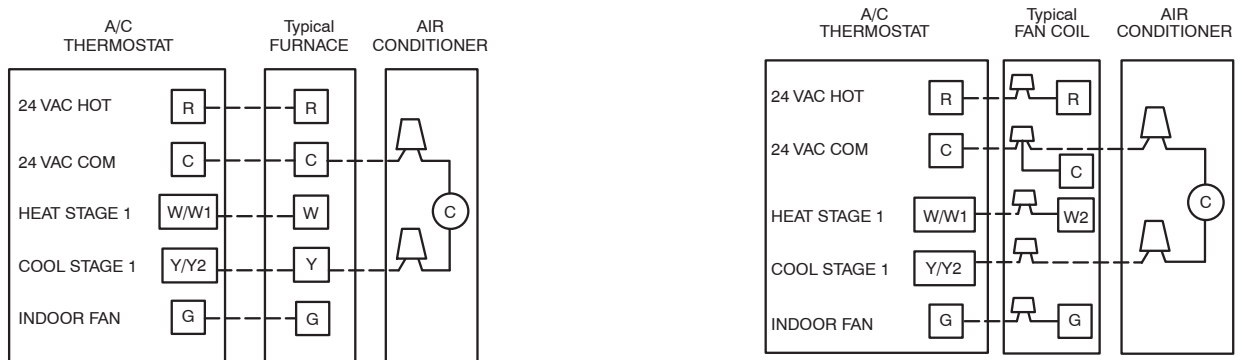 A/C
THERMOSTAT
Typical
FURNACE
AIR
CONDITIONER
24 VAC HOT
R
R
24 VAC COM
C
C
HEAT STAGE 1
W/W1
W
C
COOL STAGE 1
Y/Y2
Y
INDOOR FAN
G
G
A/C
THERMOSTAT
Typical
FAN COIL
AIR
CONDITIONER
24 VAC HOT
R
R
24 VAC COM
C
C
HEAT STAGE 1
W/W1
W2
C
COOL STAGE 1
Y/Y2
INDOOR FAN
G
G